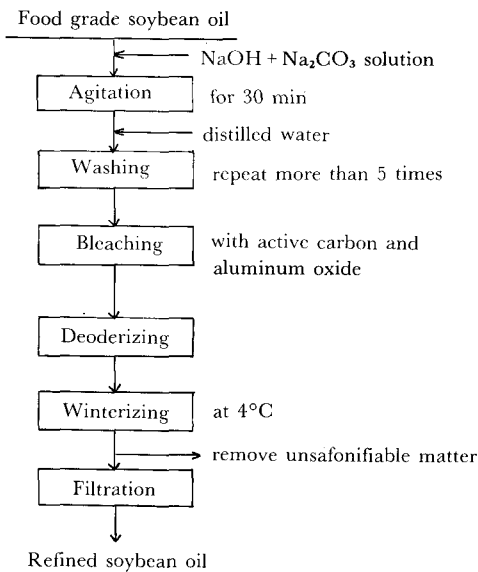 Food grade soybean oil
NaOH + Na₂CO₃ solution
Agitation for 30 min
distilled water
Washing repeat more than 5 times
Bleaching with active carbon and
aluminum oxide
Deoderizing
Winterizing at 4°C
remove unsafonifiable matter
Filtration
Refined soybean oil